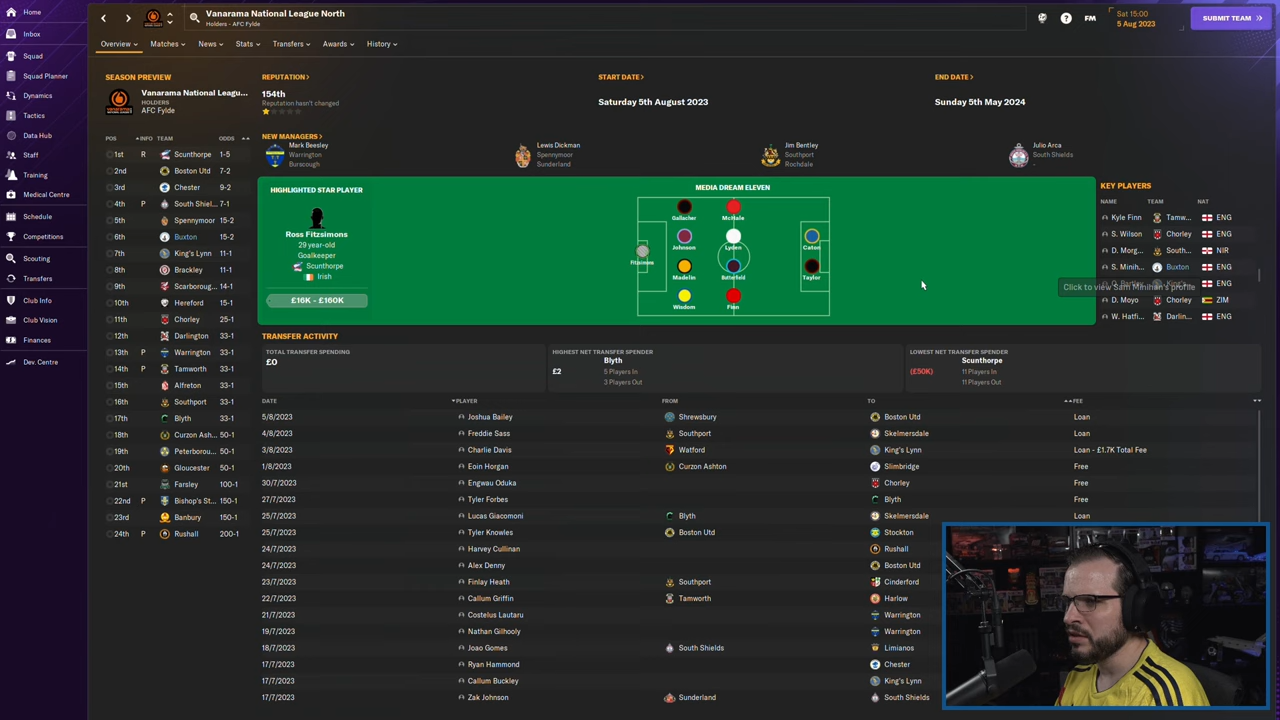 Home
Inbox
Squad
Squad Planner
Dynamics
Tactics
Data Hub
Staff
Training
Medical Centre
Schedule
Competitions
Scouting
Transfers
Club Info
Club Vision
Finances
Dev. Centre
Vanarama National League North
Holders - AFC Fylde
FM
Sat 15:00
5 Aug 2023
SUBMIT TEAM
Overview Matches News Stats Transfers Awards History
SEASON PREVIEW
Vanarama National Leagu...
HOLDERS
AFC Fylde
POS INFO TEAM ODDS
1st R Scunthorpe 1-5
2nd Boston Utd 7-2
3rd Chester 9-2
4th P South Shiel... 7-1
5th Spennymoor 15-2
6th Buxton 15-2
7th King's Lynn 11-1
8th Brackley 11-1
9th Scarboroug... 14-1
10th Hereford 15-1
11th Chorley 25-1
12th Darlington 33-1
13th P Warrington 33-1
14th P Tamworth 33-1
15th Alfreton 33-1
16th Southport 33-1
17th Blyth 33-1
18th Curzon Ash... 50-1
19th Peterborou... 50-1
20th Gloucester 50-1
21st Farsley 100-1
22nd P Bishop's St... 150-1
23rd Banbury 150-1
24th P Rushall 200-1
REPUTATION
154th
Reputation hasn't changed
START DATE
Saturday 5th August 2023
END DATE
Sunday 5th May 2024
NEW MANAGERS
Mark Beesley
Warrington
Burscough
Lewis Dickman
Spennymoor
Sunderland
Jim Bentley
Southport
Rochdale
Julio Arca
South Shields
-
HIGHLIGHTED STAR PLAYER
Ross Fitzsimons
29 year-old
Goalkeeper
Scunthorpe
Irish
£16K - £160K
MEDIA DREAM ELEVEN
Gallacher
McHale
Johnson
Lyden
Caton
Madelin
Butterfield
Taylor
Wisdom
Finn
KEY PLAYERS
NAME TEAM NAT
Kyle Finn Tamw... ENG
S. Wilson Chorley ENG
D. Morg... South... NIR
S. Minih... Buxton ENG
ENG
Click to view Sam Minihan's profile
D. Moyo Chorley ZIM
W. Hatfi... Darlin... ENG
TRANSFER ACTIVITY
TOTAL TRANSFER SPENDING
£0
HIGHEST NET TRANSFER SPENDER
Blyth
£2
5 Players In
3 Players Out
LOWEST NET TRANSFER SPENDER
Scunthorpe
(£50K)
11 Players In
11 Players Out
DATE PLAYER FROM TO FEE
5/8/2023 Joshua Bailey Shrewsbury Boston Utd Loan
4/8/2023 Freddie Sass Southport Skelmersdale Loan
3/8/2023 Charlie Davis Watford King's Lynn Loan - £1.7K Total Fee
1/8/2023 Eoin Horgan Curzon Ashton Slimbridge Free
30/7/2023 Engwau Oduka Chorley Free
27/7/2023 Tyler Forbes Blyth Free
25/7/2023 Lucas Giacomoni Blyth Skelmersdale Loan
25/7/2023 Tyler Knowles Boston Utd Stockton
24/7/2023 Harvey Cullinan Rushall
24/7/2023 Alex Denny Boston Utd
23/7/2023 Finlay Heath Southport Cinderford
22/7/2023 Callum Griffin Tamworth Harlow
21/7/2023 Costelus Lautaru Warrington
19/7/2023 Nathan Gilhooly Warrington
18/7/2023 Joao Gomes South Shields Limianos
17/7/2023 Ryan Hammond Chester
17/7/2023 Callum Buckley King's Lynn
17/7/2023 Zak Johnson Sunderland South Shields